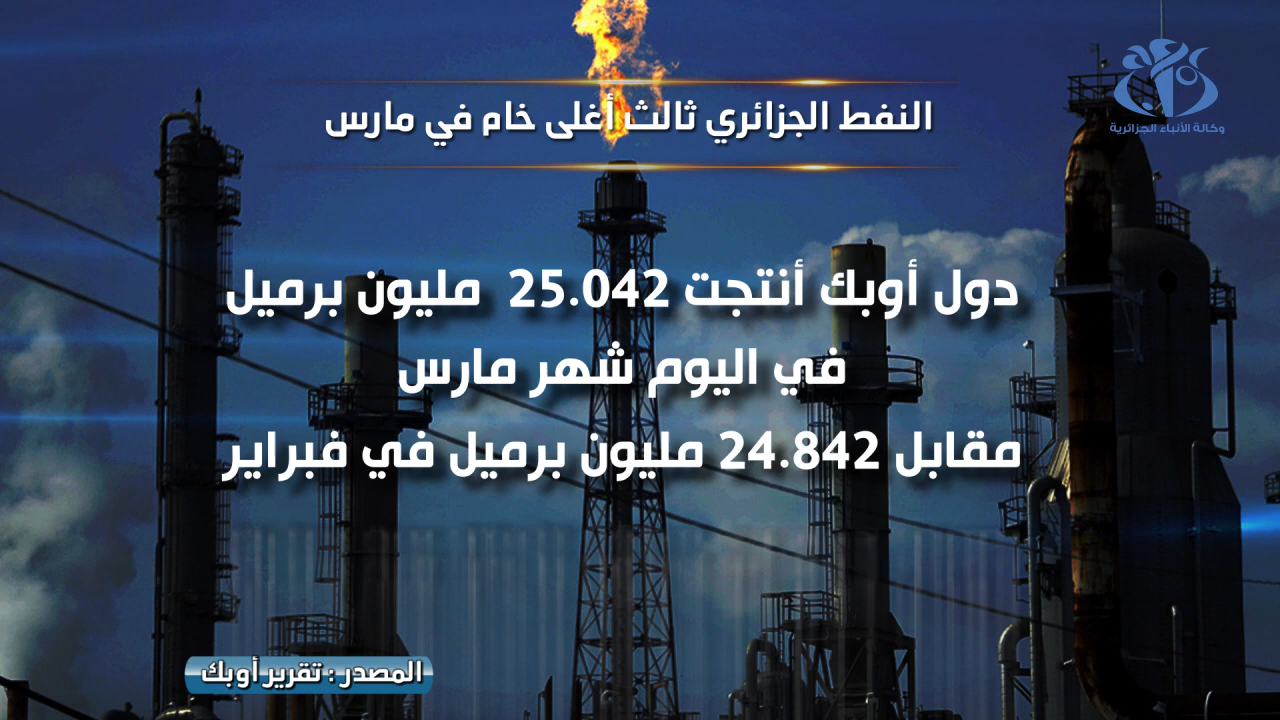 وكالة الأنباء الجزائرية
النفط الجزائري ثالث أغلى خام في مارس
دول أوبك أنتجت 25.042 مليون برميل
في اليوم شهر مارس
مقابل 24.842 مليون برميل في فبراير
المصدر : تقرير أوبك